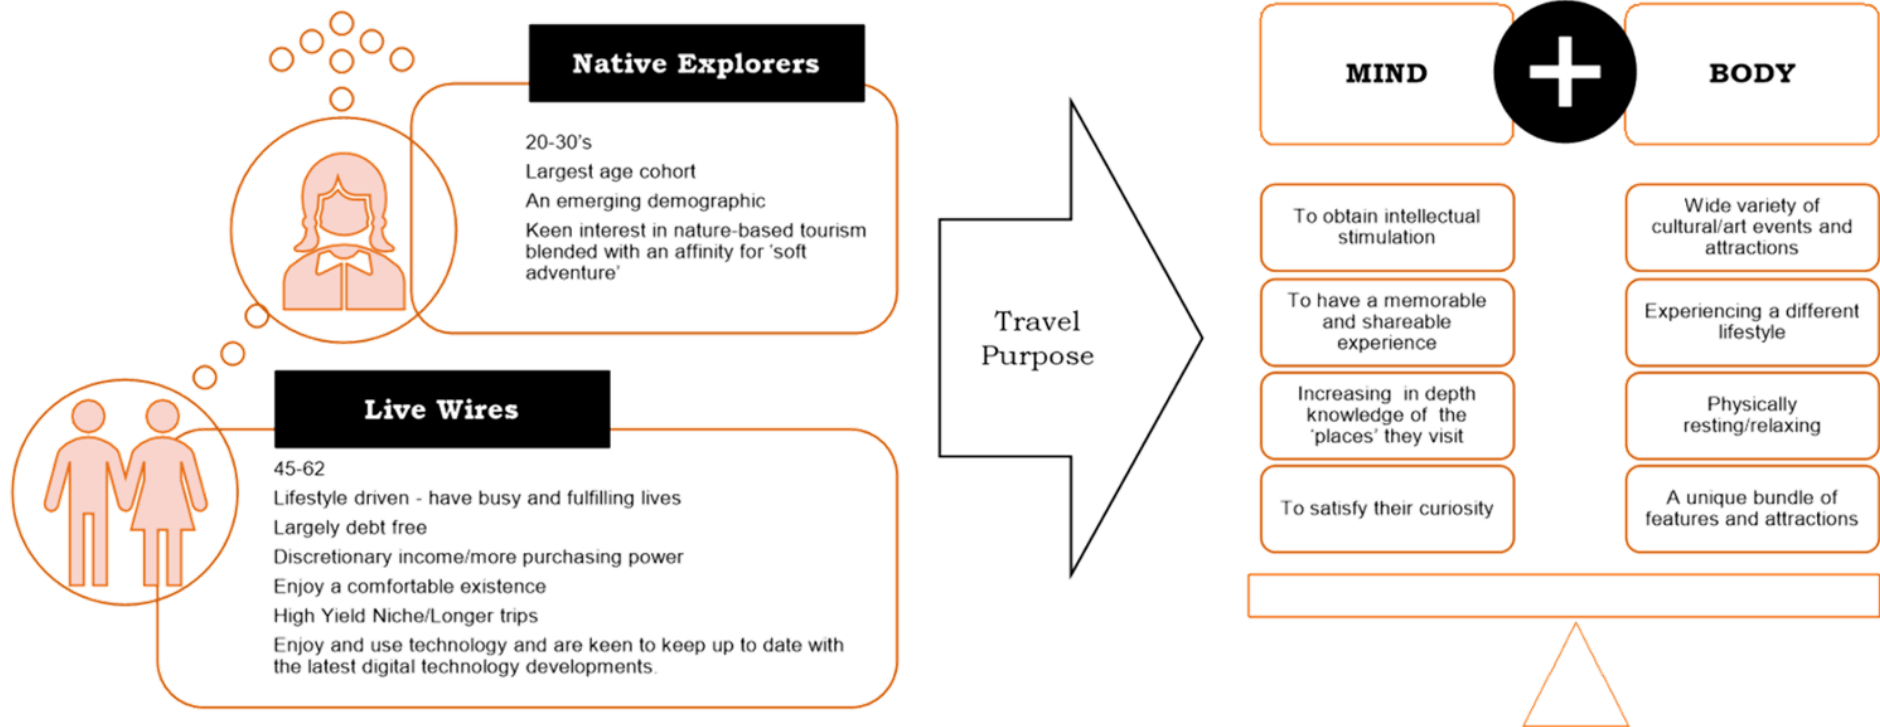 Native Explorers
20-30's
Largest age cohort
An emerging demographic
Keen interest in nature-based tourism
blended with an affinity for 'soft
adventure'
Live Wires
45-62
Lifestyle driven - have busy and fulfilling lives
Largely debt free
Discretionary income/more purchasing power
Enjoy a comfortable existence
High Yield Niche/Longer trips
Enjoy and use technology and are keen to keep up to date with
the latest digital technology developments.
Travel
Purpose
MIND
+
BODY
To obtain intellectual
stimulation
To have a memorable
and shareable
experience
Increasing in depth
knowledge of the
'places' they visit
To satisfy their curiosity
Wide variety of
cultural/art events and
attractions
Experiencing a different
lifestyle
Physically
resting/relaxing
A unique bundle of
features and attractions